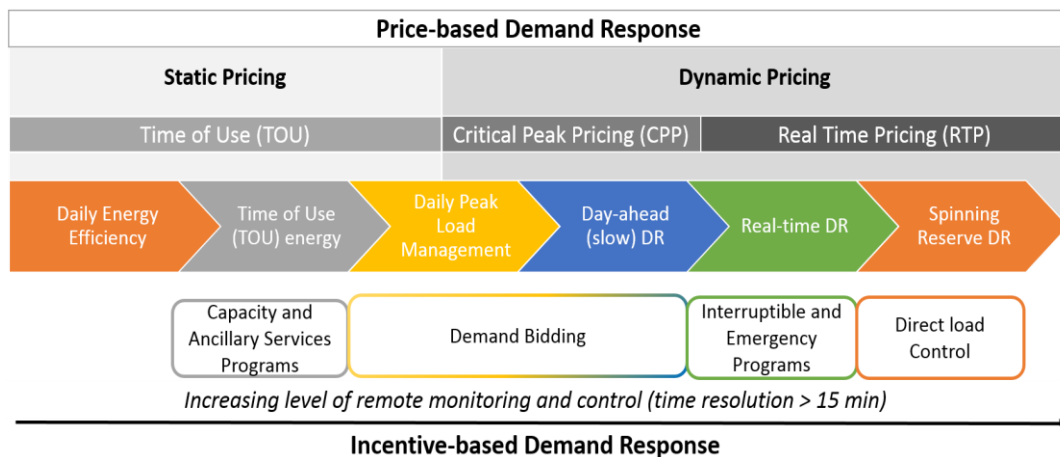 Price-based Demand Response
Static Pricing
Dynamic Pricing
Time of Use (TOU)
Critical Peak Pricing (CPP)
Real Time Pricing (RTP)
Daily Energy
Efficiency
Time of Use
(TOU) energy
Daily Peak
Load
Management
Day-ahead
(slow) DR
Real-time DR
Spinning
Reserve DR
Capacity and
Ancillary Services
Programs
Demand Bidding
Interruptible and
Emergency
Programs
Direct load
Control
Increasing level of remote monitoring and control (time resolution > 15 min)
Incentive-based Demand Response